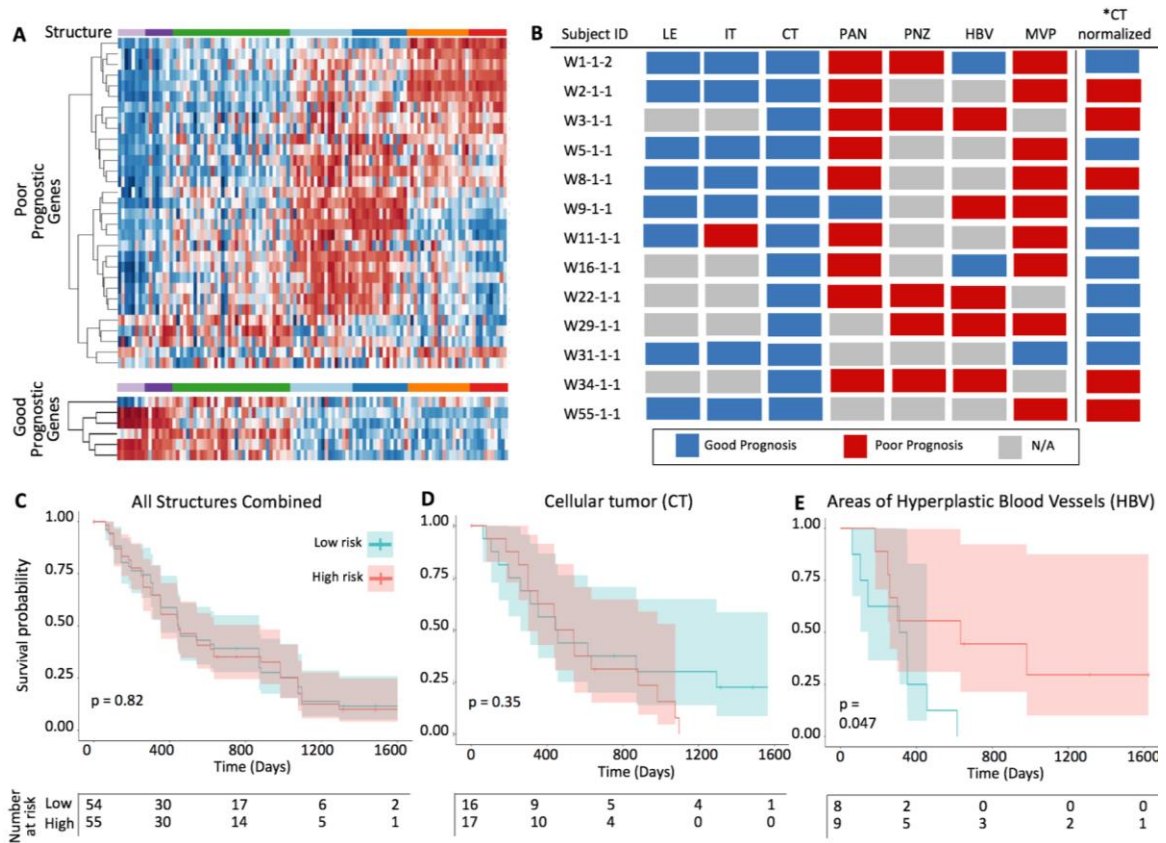 A
Structure
Poor
Prognostic
Genes
Good
Prognostic
Genes
B
Subject ID LE IT CT PAN PNZ HBV MVP *CT normalized
W1-1-2
W2-1-1
W3-1-1
W5-1-1
W8-1-1
W9-1-1
W11-1-1
W16-1-1
W22-1-1
W29-1-1
W31-1-1
W34-1-1
W55-1-1
Good Prognosis Poor Prognosis N/A
C
All Structures Combined
Survival probability
1.00
0.75
0.50
0.25
0.00
Low risk
High risk
p = 0.82
0 400 800 1200 1600
Time (Days)
Number
at risk
Low 54 30 17 6 2
High 55 30 14 5 1
D
Cellular tumor (CT)
1.00
0.75
0.50
0.25
0.00
p = 0.35
0 400 800 1200 1600
Time (Days)
16 9 5 4 1
17 10 4 0 0
E
Areas of Hyperplastic Blood Vessels (HBV)
1.00
0.75
0.50
0.25
0.00
p =
0.047
0 400 800 1200 1600
Time (Days)
8 2 0 0 0
9 5 3 2 1